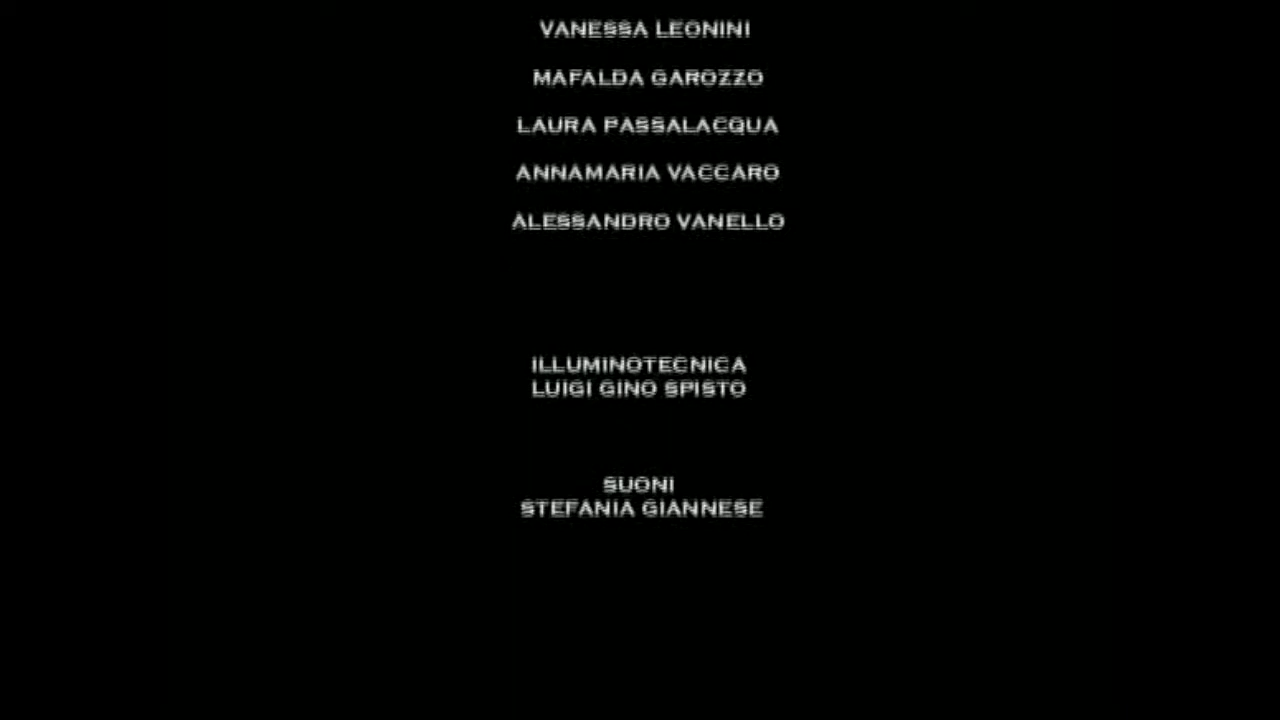 VANESSA LEONINI
MAFALDA GAROZZO
LAURA PASSALACQUA
ANNAMARIA VACCARO
ALESSANDRO VANELLO
ILLUMINOTECNICA
LUIGI GINO SPISTO
SUONI
STEFANIA GIANNESE